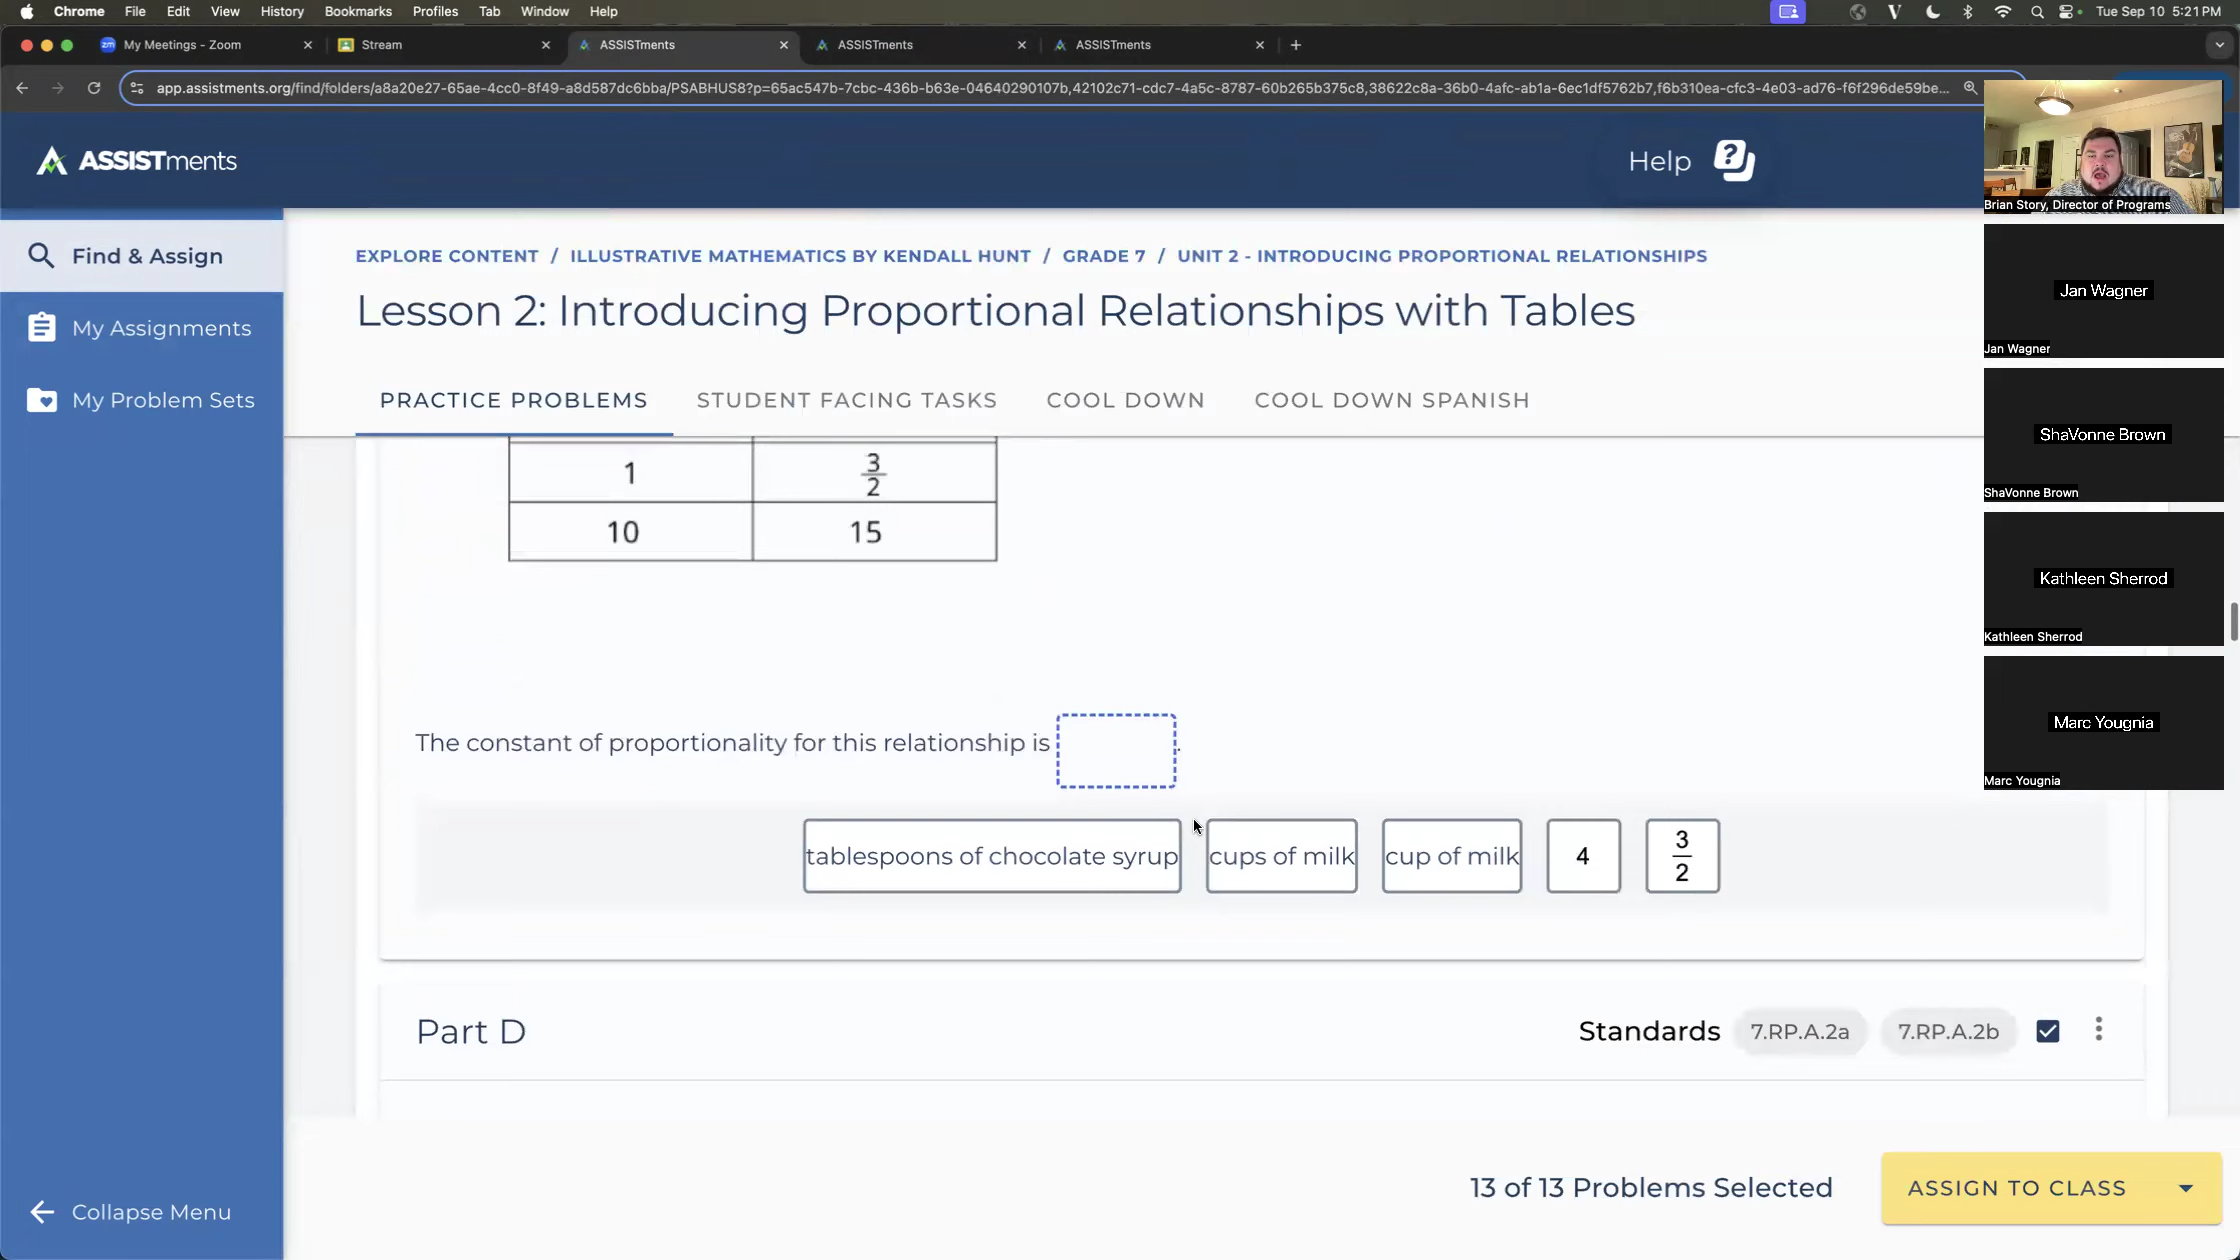 Chrome File Edit View History Bookmarks Profiles Tab Window Help Tue Sep 10 5:21PM
zm My Meetings - Zoom Stream ASSISTments ASSISTments ASSISTments
app.assistments.org/find/folders/a8a20e27-65ae-4cc0-8f49-a8d587dc6bba/PSABHUS8?p=65ac547b-7cbc-436b-b63e-04640290107b,42102c71-cdc7-4a5c-8787-60b265b375c8,38622c8a-36b0-4afc-ab1a-6ec1df5762b7,f6b310ea-cfc3-4e03-ad76-f6f296de59be...
ASSISTments
Help
Find & Assign
My Assignments
My Problem Sets
Collapse Menu
EXPLORE CONTENT / ILLUSTRATIVE MATHEMATICS BY KENDALL HUNT / GRADE 7 / UNIT 2 - INTRODUCING PROPORTIONAL RELATIONSHIPS
Lesson 2: Introducing Proportional Relationships with Tables
PRACTICE PROBLEMS STUDENT FACING TASKS COOL DOWN COOL DOWN SPANISH
1 3/2
10 15
The constant of proportionality for this relationship is .
tablespoons of chocolate syrup cups of milk cup of milk 4 3/2
Part D Standards 7.RP.A.2a 7.RP.A.2b
13 of 13 Problems Selected ASSIGN TO CLASS
Brian Story, Director of Programs
Jan Wagner
Jan Wagner
ShaVonne Brown
ShaVonne Brown
Kathleen Sherrod
Kathleen Sherrod
Marc Yougnia
Marc Yougnia